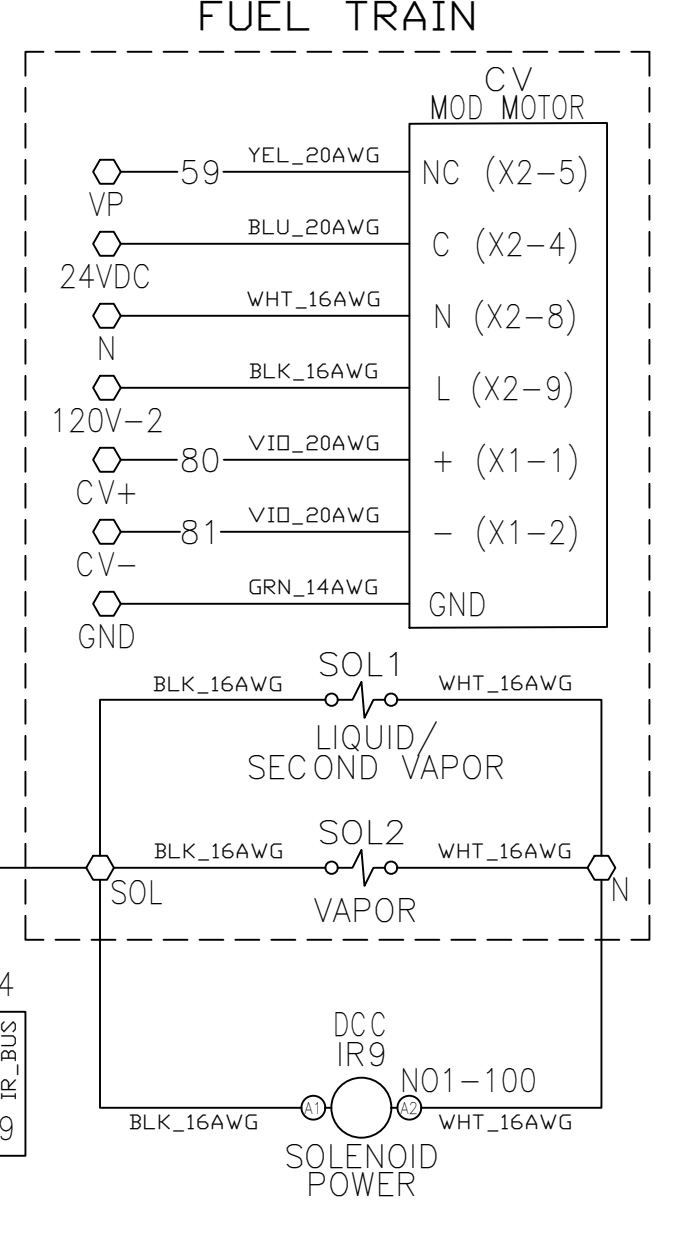 FUEL TRAIN
CV
MOD MOTOR
59 YEL_20AWG NC (X2-5)
VP
BLU_20AWG C (X2-4)
24VDC
WHT_16AWG N (X2-8)
N
BLK_16AWG L (X2-9)
120V-2
80 VIO_20AWG + (X1-1)
CV+
81 VIO_20AWG - (X1-2)
CV-
GRN_14AWG GND
GND
SOL1
BLK_16AWG WHT_16AWG
LIQUID/
SECOND VAPOR
SOL2
BLK_16AWG WHT_16AWG
SOL N
VAPOR
4
IR_BUS
9
DCC
IR9
NO1-100
A1 A2
BLK_16AWG WHT_16AWG
SOLENOID
POWER